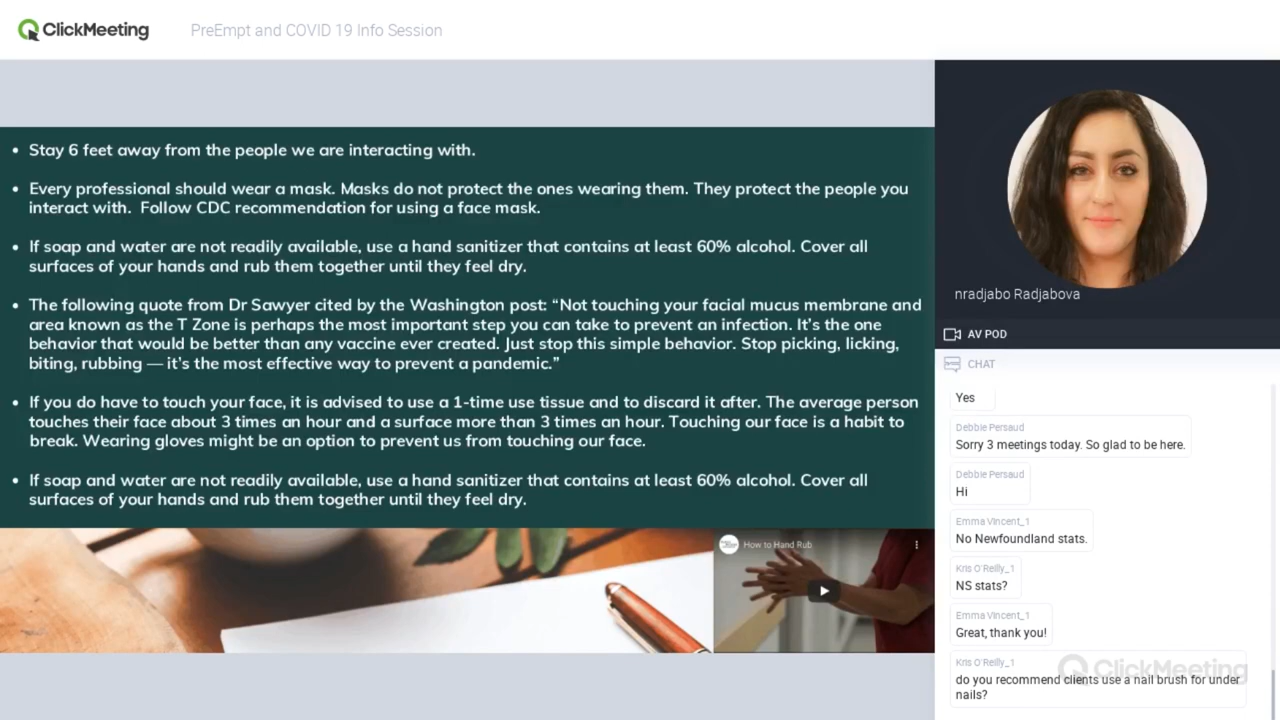 ClickMeeting
PreEmpt and COVID 19 Info Session
• Stay 6 feet away from the people we are interacting with.
• Every professional should wear a mask. Masks do not protect the ones wearing them. They protect the people you
interact with. Follow CDC recommendation for using a face mask.
• If soap and water are not readily available, use a hand sanitizer that contains at least 60% alcohol. Cover all
surfaces of your hands and rub them together until they feel dry.
• The following quote from Dr Sawyer cited by the Washington post: “Not touching your facial mucus membrane and
area known as the T Zone is perhaps the most important step you can take to prevent an infection. It’s the one
behavior that would be better than any vaccine ever created. Just stop this simple behavior. Stop picking, licking,
biting, rubbing — it’s the most effective way to prevent a pandemic.”
• If you do have to touch your face, it is advised to use a 1-time use tissue and to discard it after. The average person
touches their face about 3 times an hour and a surface more than 3 times an hour. Touching our face is a habit to
break. Wearing gloves might be an option to prevent us from touching our face.
• If soap and water are not readily available, use a hand sanitizer that contains at least 60% alcohol. Cover all
surfaces of your hands and rub them together until they feel dry.
How to Hand Rub
nradjabo Radjabova
AV POD
CHAT
Yes
Debbie Persaud
Sorry 3 meetings today. So glad to be here.
Debbie Persaud
Hi
Emma Vincent_1
No Newfoundland stats.
Kris O'Reilly_1
NS stats?
Emma Vincent_1
Great, thank you!
Kris O'Reilly_1
do you recommend clients use a nail brush for under
nails?
ClickMeeting